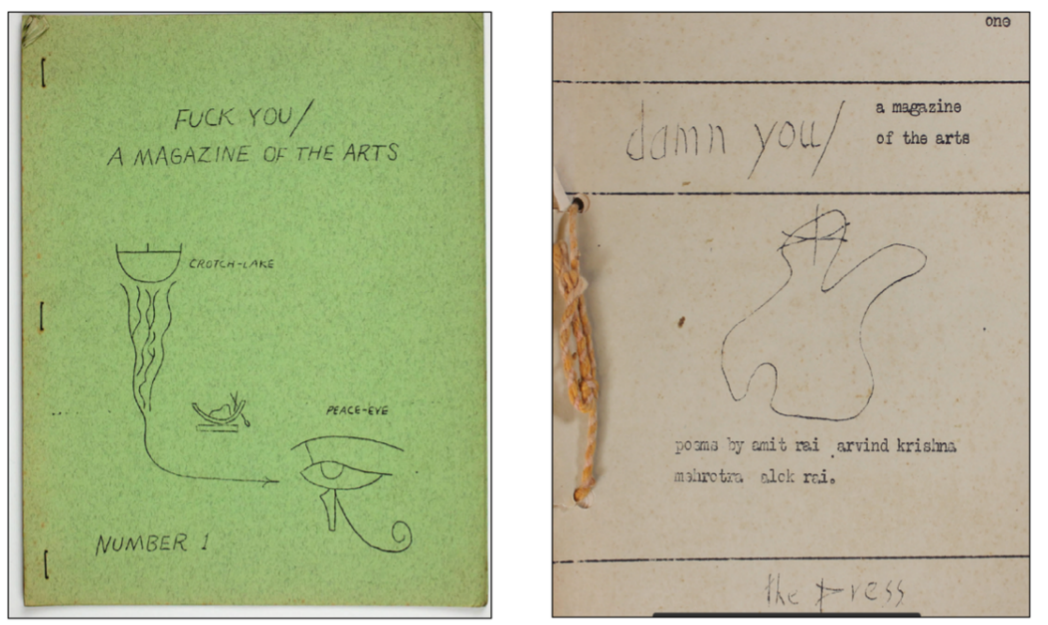 FUCK YOU/
A MAGAZINE OF THE ARTS
CROTCH-LAKE
PEACE-EYE
NUMBER 1
one
damn you/
a magazine
of the arts
poems by amit rai arvind krishna
mehrotra alok rai.
the press